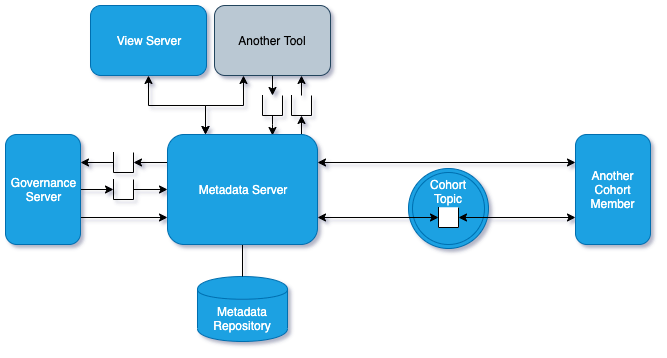 View Server
Another Tool
Governance
Server
Metadata Server
Cohort
Topic
Another
Cohort
Member
Metadata
Repository